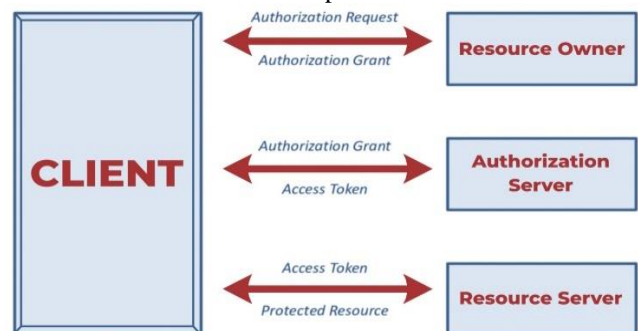 Authorization Request
Resource Owner
Authorization Grant
CLIENT
Authorization Grant
Authorization
Server
Access Token
Access Token
Resource Server
Protected Resource